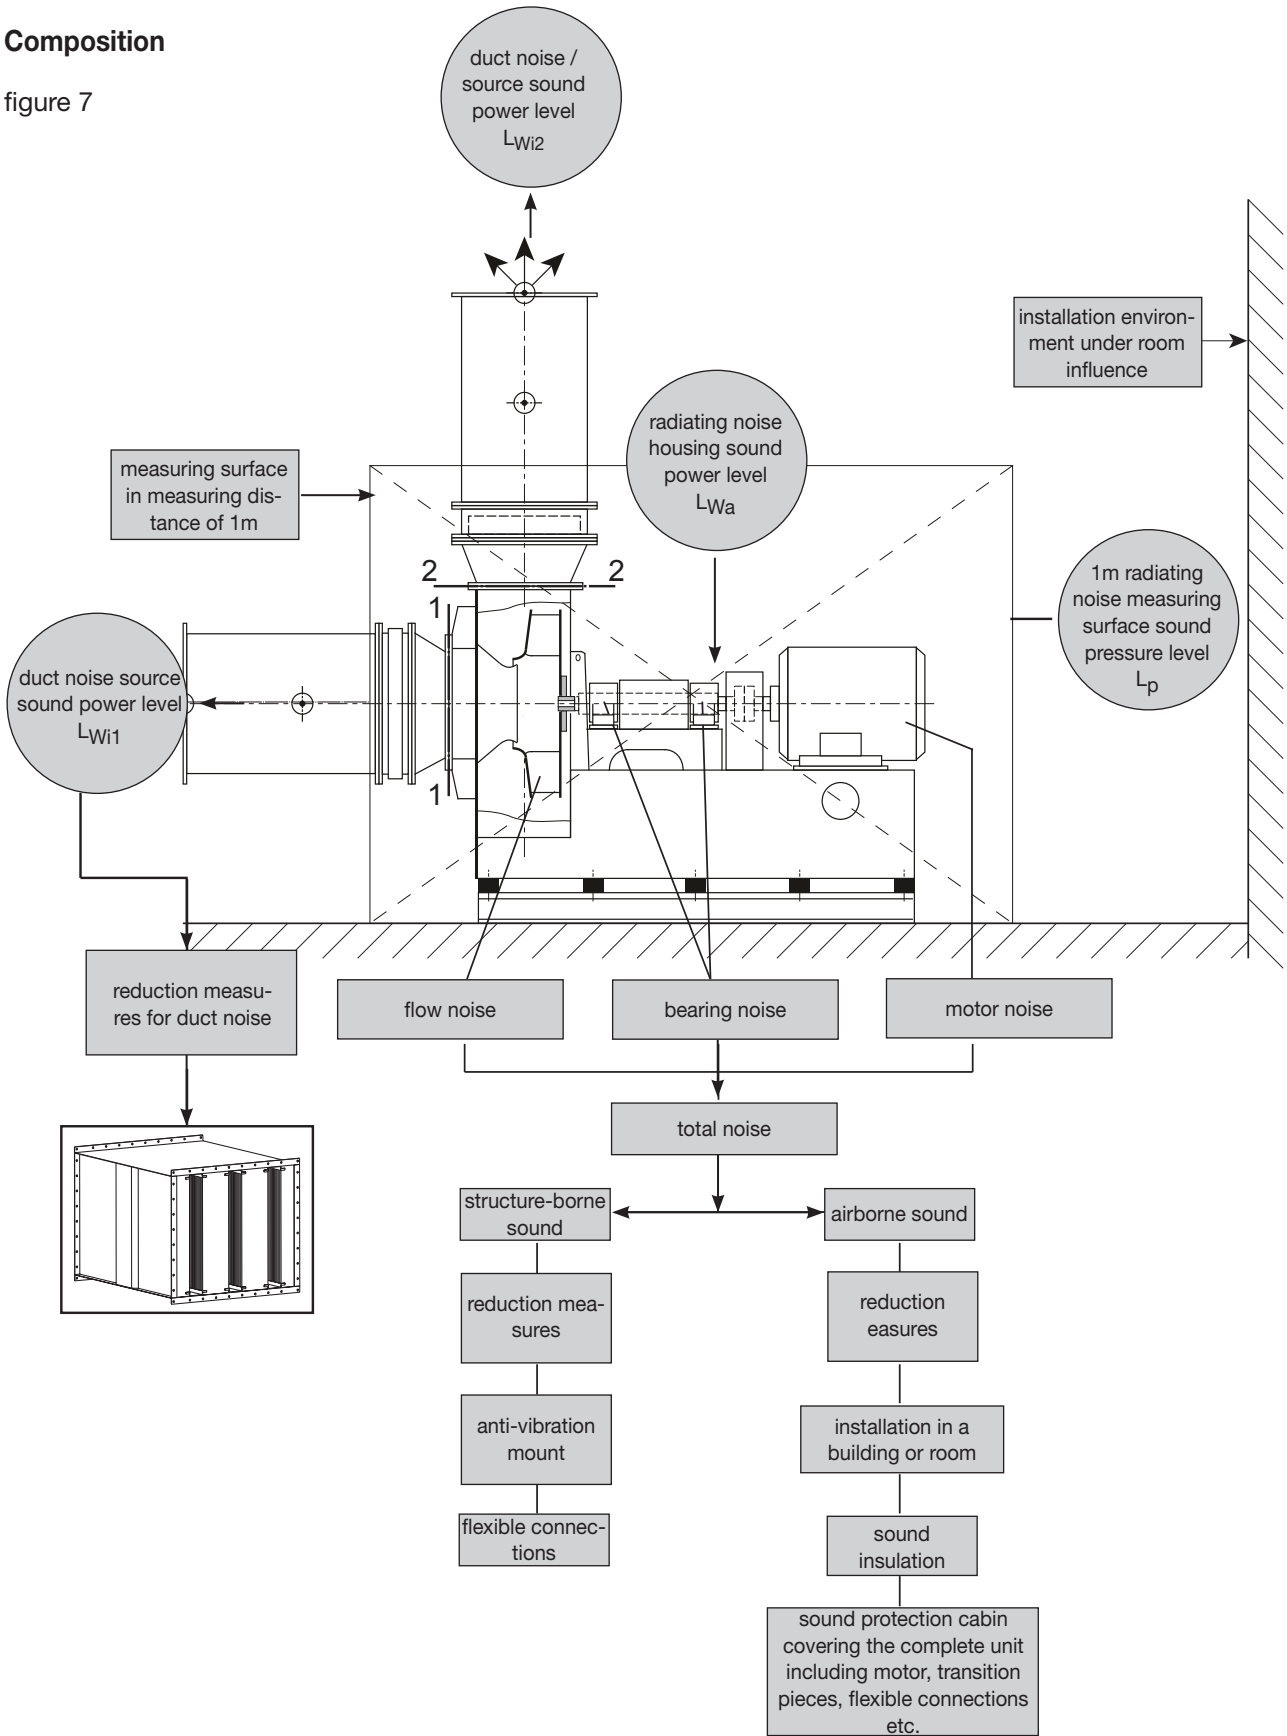 Composition
figure 7
duct noise /
source sound
power level
LWi2
installation environ-
ment under room
influence
radiating noise
housing sound
power level
LWa
measuring surface
in measuring dis-
tance of 1m
1m radiating
noise measuring
surface sound
pressure level
Lp
2
2
1
duct noise source
sound power level
LWi1
1
reduction measu-
res for duct noise
flow noise
bearing noise
motor noise
total noise
structure-borne
sound
airborne sound
reduction mea-
sures
reduction
easures
anti-vibration
mount
installation in a
building or room
flexible connec-
tions
sound
insulation
sound protection cabin
covering the complete unit
including motor, transition
pieces, flexible connections
etc.